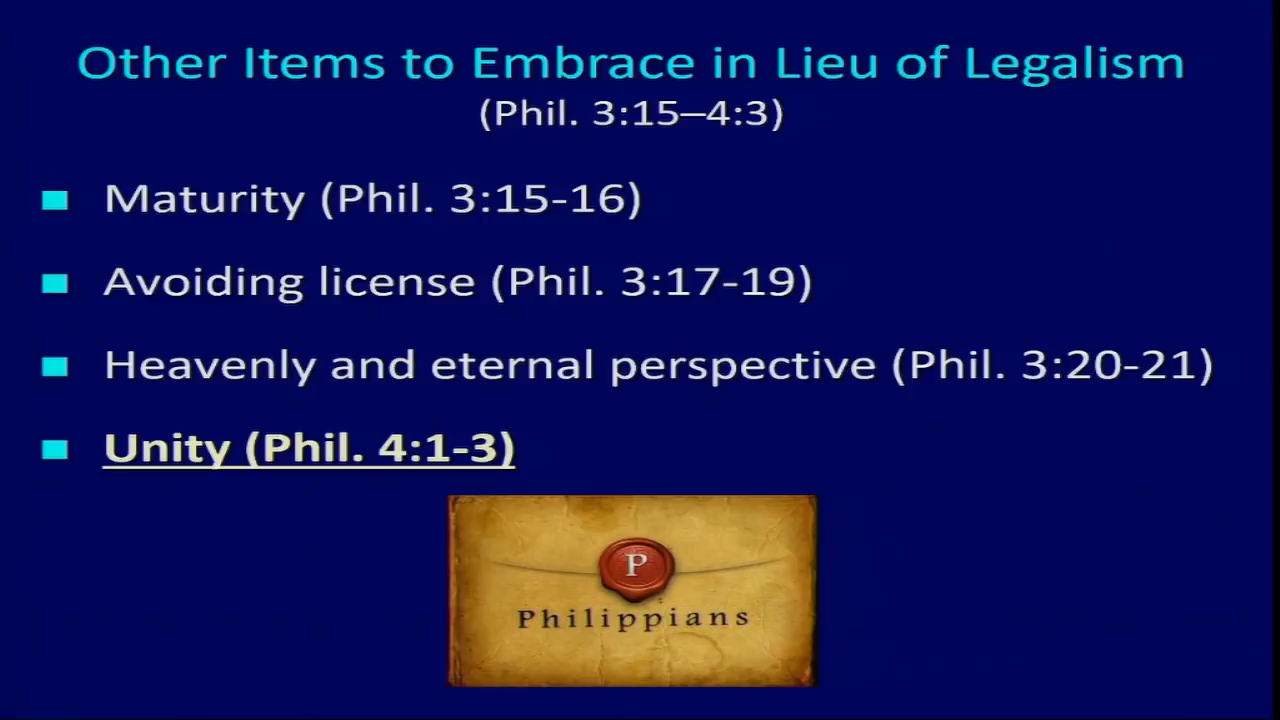 Other Items to Embrace in Lieu of Legalism
(Phil. 3:15–4:3)
Maturity (Phil. 3:15-16)
Avoiding license (Phil. 3:17-19)
Heavenly and eternal perspective (Phil. 3:20-21)
Unity (Phil. 4:1-3)
P
Philippians